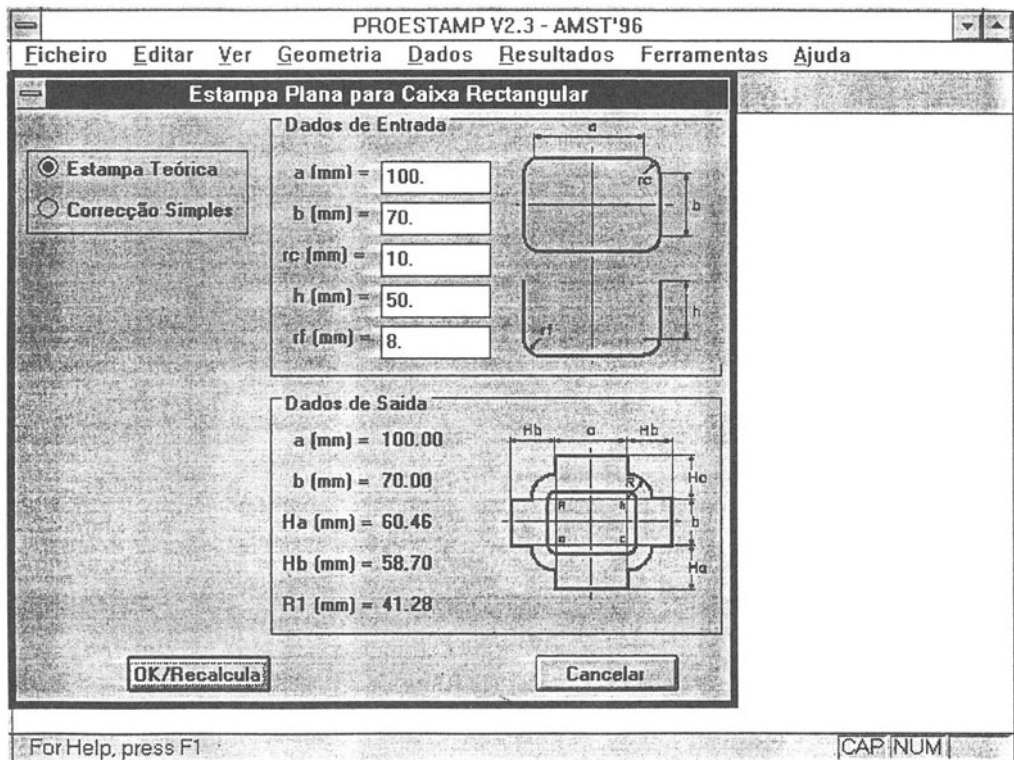 PROESTAMP V2.3 - AMST'96
Ficheiro Editar Ver Geometria Dados Resultados Ferramentas Ajuda
Estampa Plana para Caixa Rectangular
Estampa Teórica
Correcção Simples
Dados de Entrada
a (mm) = 100.
b (mm) = 70.
rc (mm) = 10.
h (mm) = 50.
rf (mm) = 8.
a
rc
b
h
rf
Dados de Saída
a (mm) = 100.00
b (mm) = 70.00
Ha (mm) = 60.46
Hb (mm) = 58.70
R1 (mm) = 41.28
Hb a Hb
Ha
b
Ha
OK/Recalcula
Cancelar
For Help, press F1
CAP NUM